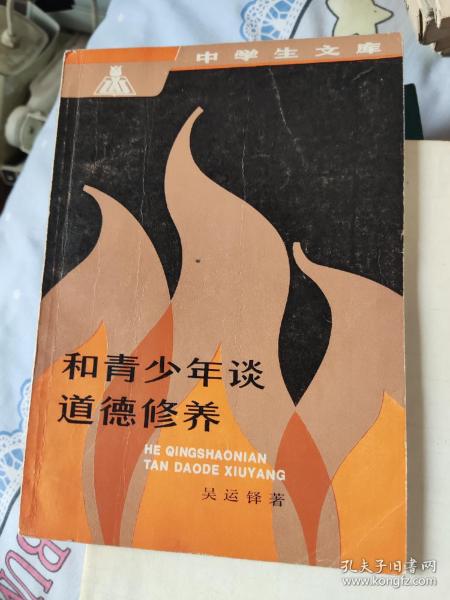 中学生文库
和青少年谈
道德修养
HE QINGSHAONIAN
TAN DAODE XIUYANG
吴运铎著
BUN
孔夫子旧书网
kongfz.com